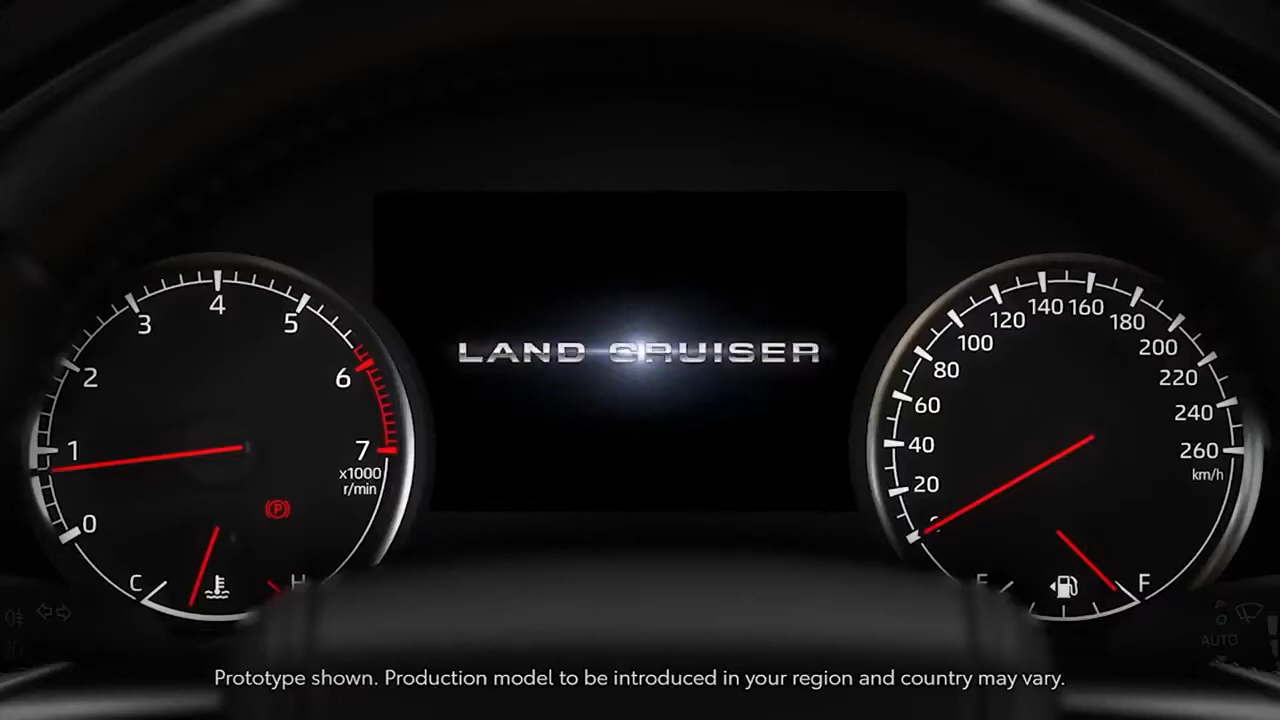 LAND CRUISER
4
3
5
2
6
1
7
x1000
r/min
0
C
H
140
160
120
180
100
200
80
220
60
240
40
260
km/h
20
0
E
F
P
AUTO
Prototype shown. Production model to be introduced in your region and country may vary.